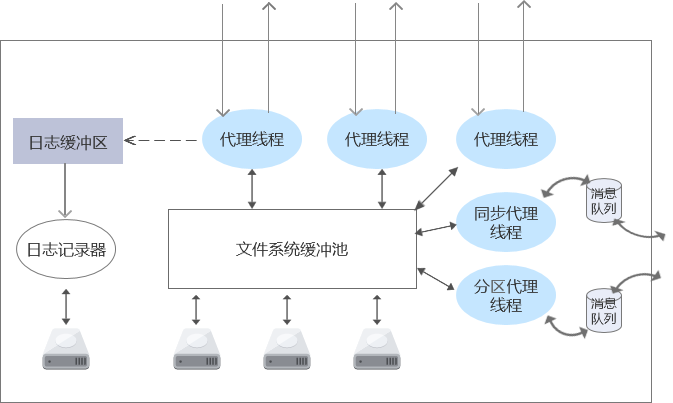 代理线程
代理线程
代理线程
日志缓冲区
同步代理
线程
消息
队列
日志记录器
文件系统缓冲池
分区代理
线程
消息
队列